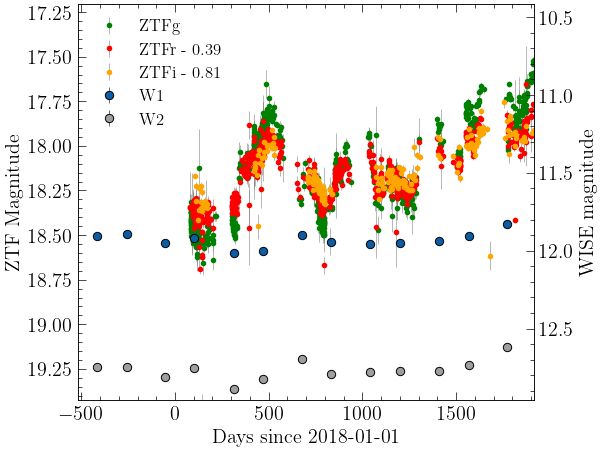 17.25
17.50
17.75
18.00
18.25
18.50
18.75
19.00
19.25
ZTF Magnitude
ZTFg
ZTFr - 0.39
ZTFi - 0.81
W1
W2
10.5
11.0
11.5
12.0
12.5
WISE magnitude
−500
0
500
1000
1500
Days since 2018-01-01